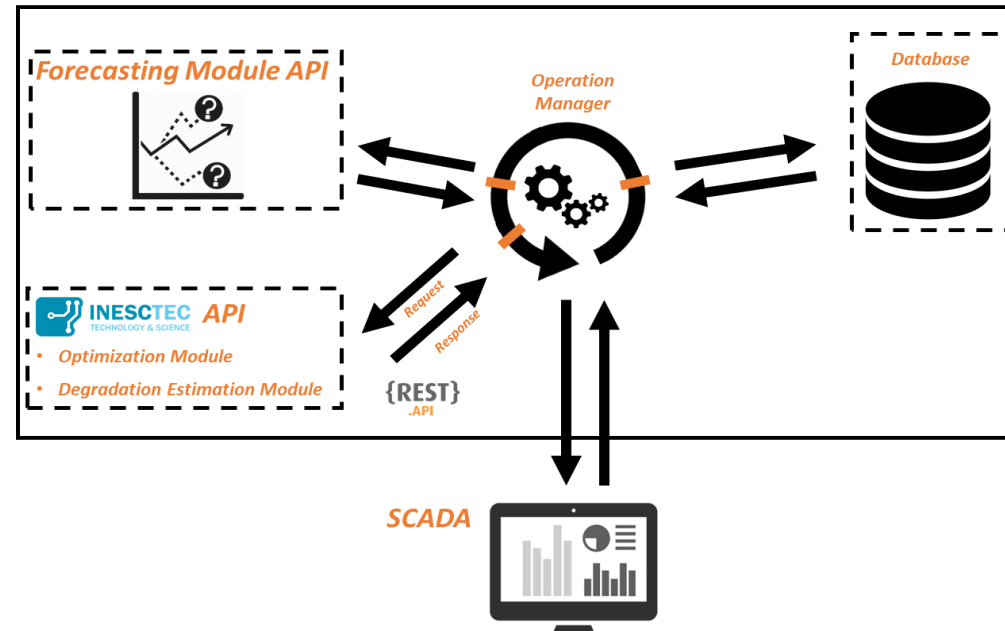 Forecasting Module API
?
?
Operation
Manager
Database
INESCTEC
TECHNOLOGY & SCIENCE
API
• Optimization Module
• Degradation Estimation Module
Request
Response
{REST}
.API
SCADA